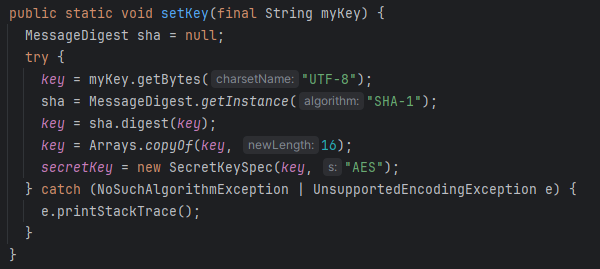 public static void setKey(final String myKey) {
MessageDigest sha = null;
try {
key = myKey.getBytes( charsetName: "UTF-8");
sha = MessageDigest.getInstance( algorithm: "SHA-1");
key = sha.digest(key);
key = Arrays.copyOf(key, newLength: 16);
secretKey = new SecretKeySpec(key, s: "AES");
} catch (NoSuchAlgorithmException | UnsupportedEncodingException e) {
e.printStackTrace();
}
}